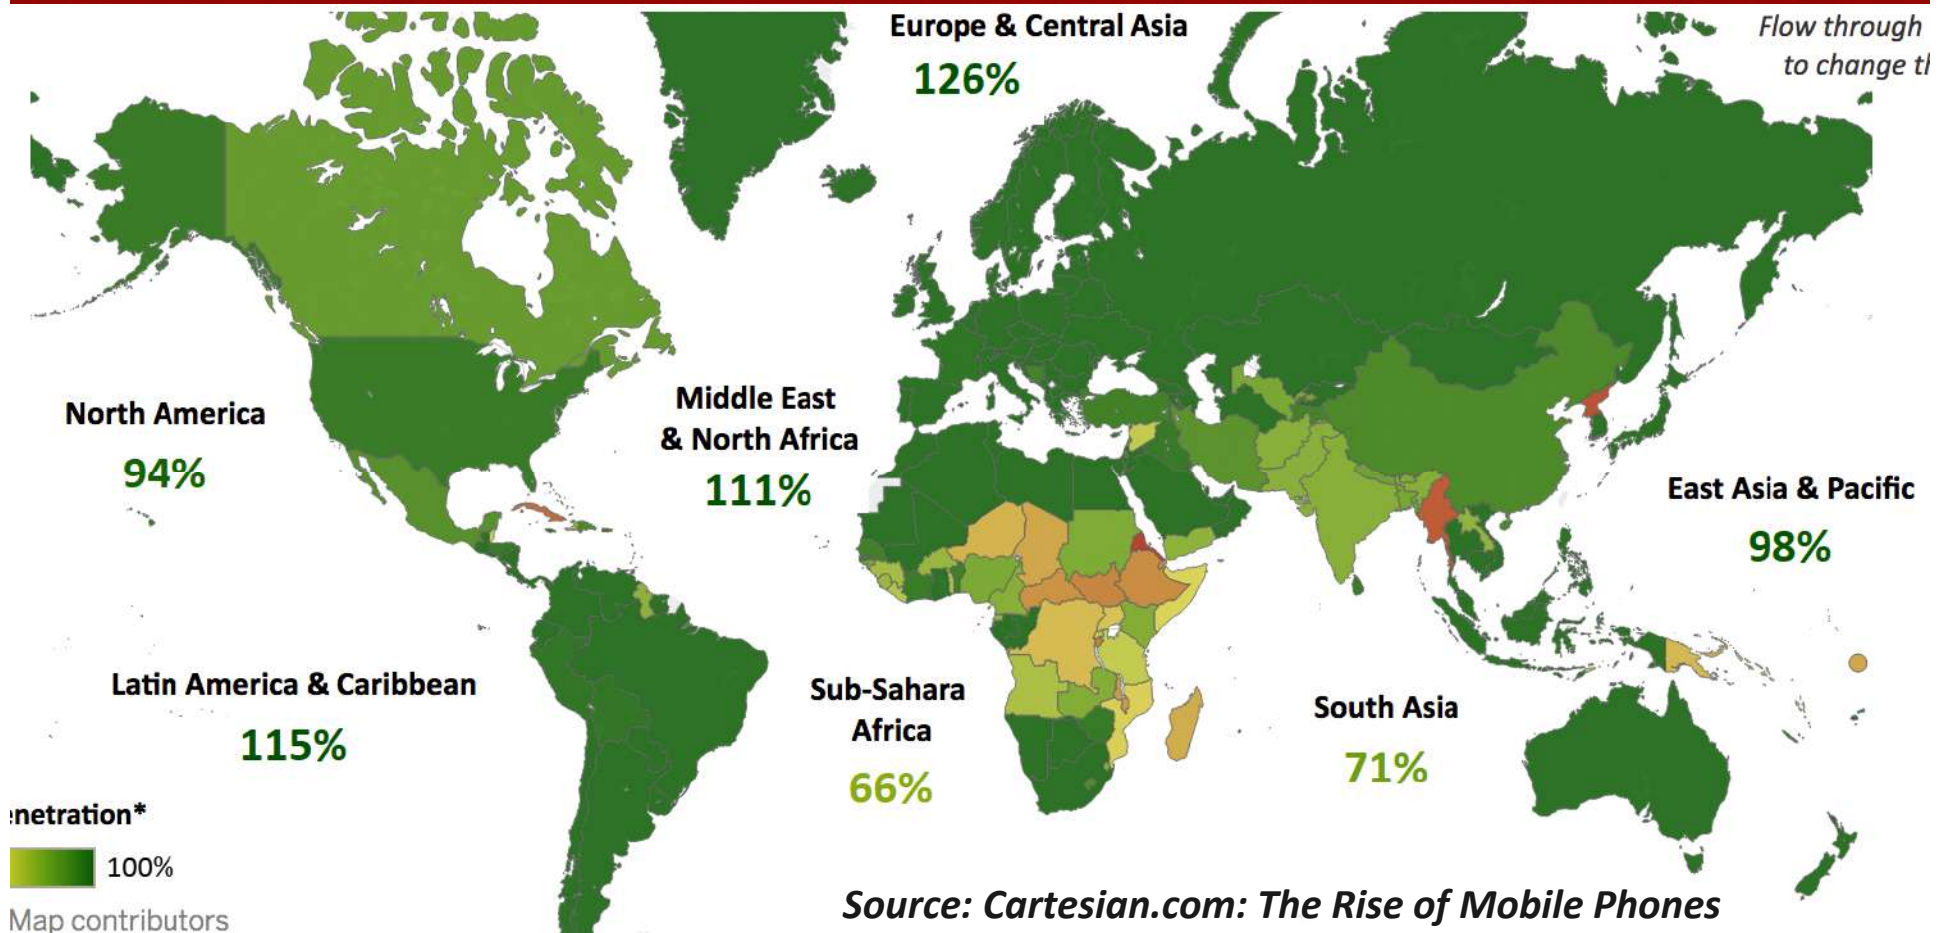 Europe & Central Asia
126%
Flow through
to change th
North America
94%
Middle East
& North Africa
111%
East Asia & Pacific
98%
Latin America & Caribbean
115%
Sub-Sahara
Africa
66%
South Asia
71%
enetration*
100%
Map contributors
Source: Cartesian.com: The Rise of Mobile Phones